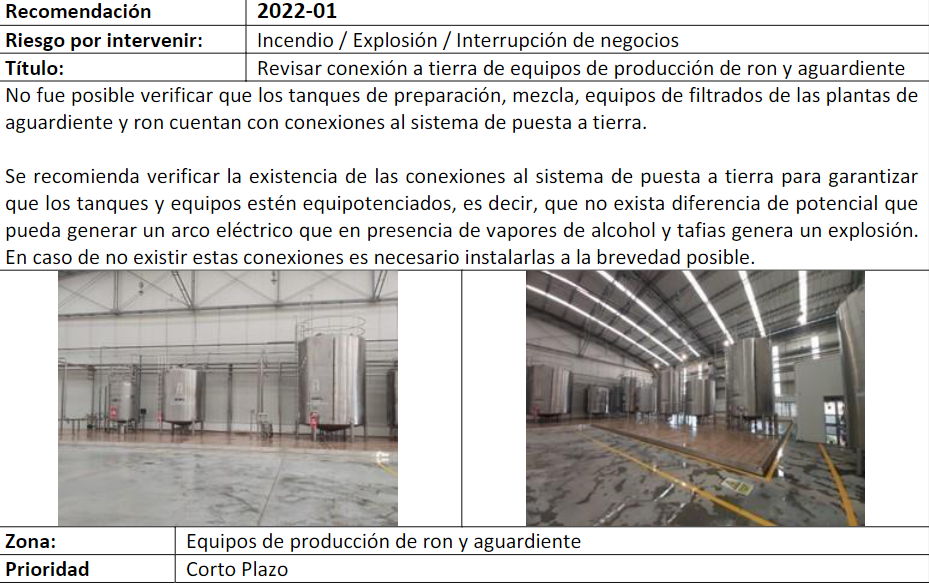 Recomendación 2022-01
Riesgo por intervenir: Incendio / Explosión / Interrupción de negocios
Título: Revisar conexión a tierra de equipos de producción de ron y aguardiente
No fue posible verificar que los tanques de preparación, mezcla, equipos de filtrados de las plantas de
aguardiente y ron cuentan con conexiones al sistema de puesta a tierra.
Se recomienda verificar la existencia de las conexiones al sistema de puesta a tierra para garantizar
que los tanques y equipos estén equipotenciados, es decir, que no exista diferencia de potencial que
pueda generar un arco eléctrico que en presencia de vapores de alcohol y tafias genera un explosión.
En caso de no existir estas conexiones es necesario instalarlas a la brevedad posible.
Zona: Equipos de producción de ron y aguardiente
Prioridad Corto Plazo